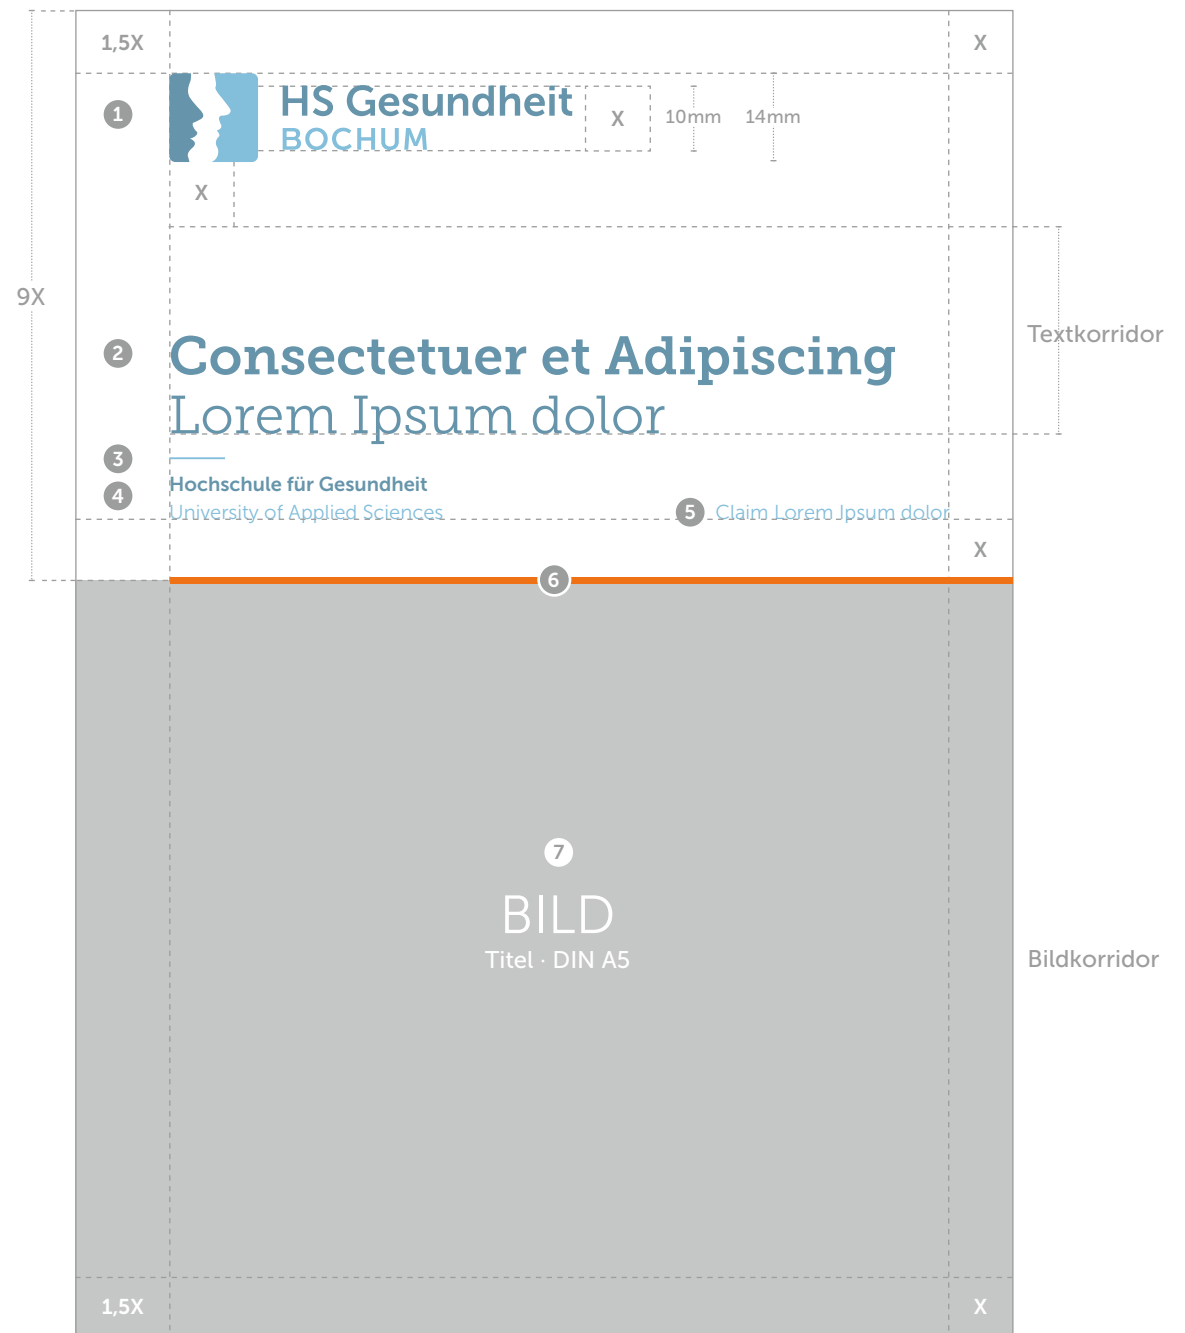 1,5X
X
1
HS Gesundheit
BOCHUM
X
10mm
14mm
X
9X
Textkorridor
2
Consectetuer et Adipiscing
Lorem Ipsum dolor
3
4
Hochschule für Gesundheit
University of Applied Sciences
5
Claim Lorem Ipsum dolor
X
6
7
BILD
Titel · DIN A5
Bildkorridor
1,5X
X